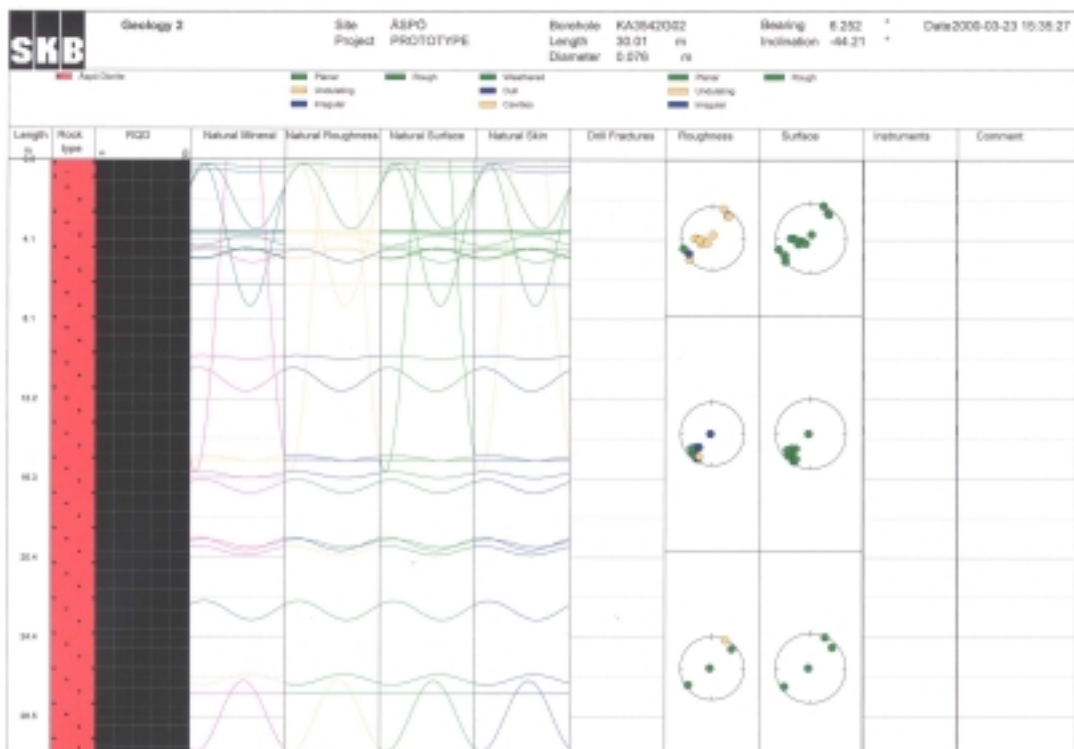 SKB
Geology 2
Site ÄSPÖ
Project PROTOTYPE
Borehole KA3542G02
Length 30.01 m
Diameter 0.076 m
Bearing 6.252 °
Inclination -44.21 °
Date 2000-03-23 15:35:27
Äspö Diorite
Planar
Undulating
Irregular
Rough
Weathered
Dull
Cavities
Planar
Undulating
Irregular
Rough
Length Rock type RQD Natural Mineral Natural Roughness Natural Surface Natural Skin Drill Fractures Roughness Surface Instruments Comment
4.1
8.1
16.3
20.4
24.4
28.5